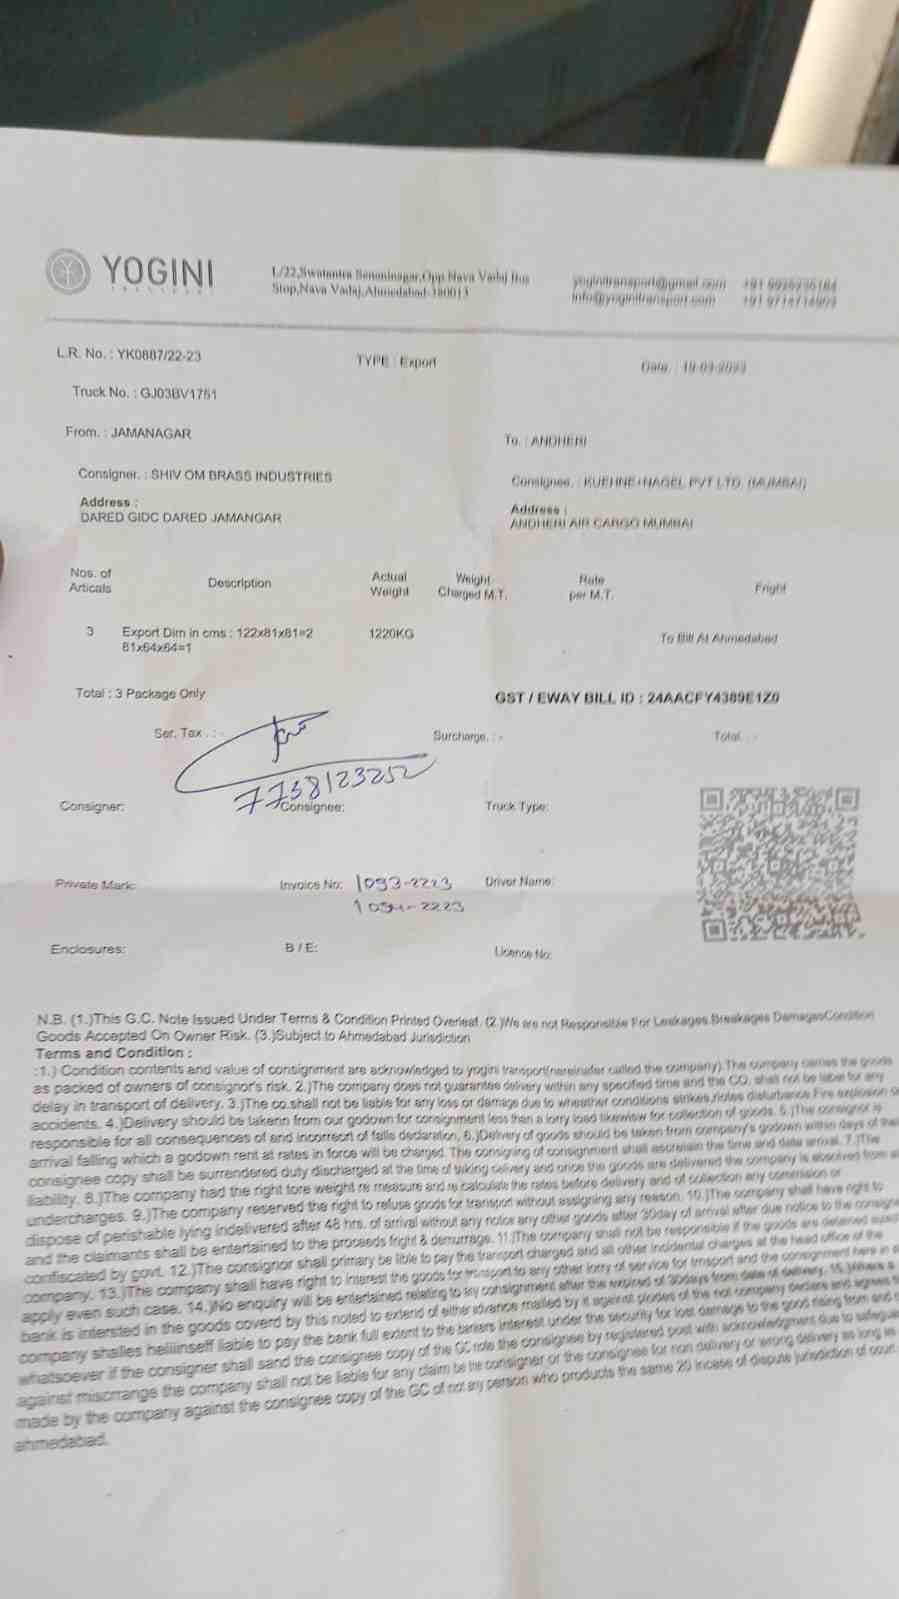 YOGINI
L/22,Swatantra Senaninagar,Opp.Nava Vadaj Bus
Stop,Nava Vadaj,Ahmedabad-380013
yoginitransport@gmail.com
info@yoginitransport.com
L.R. No. : YK0887/22-23
TYPE : Export
Date. : 19-03-2023
Truck No. : GJ03BV1751
From. : JAMANAGAR
To. : ANDHERI
Consigner. : SHIV OM BRASS INDUSTRIES
Consignee. : KUEHNE+NAGEL PVT LTD. (MUMBAI)
Address :
DARED GIDC DARED JAMANGAR
Address :
ANDHERI AIR CARGO MUMBAI
Nos. of
Articals
Description
Actual
Weight
Weight
Charged M.T.
Rate
per M.T.
Fright
3 Export Dim in cms : 122x81x81=2 1220KG To Bill At Ahmedabad
81x64x64=1
Total : 3 Package Only
GST / EWAY BILL ID : 24AACFY4389E1Z0
Ser. Tax . : -
Surcharge. : -
Total. : -
7738123252
Consigner:
Consignee:
Truck Type:
Private Mark:
Invoice No: 1093-2223
1094-2223
Driver Name:
Enclosures:
B / E:
Licence No:
N.B. (1.)This G.C. Note Issued Under Terms & Condition Printed Overleaf. (2.)We are not Responsible For Leakages,Breakages DamagesCondition
Goods Accepted On Owner Risk. (3.)Subject to Ahmedabad Jurisdiction
Terms and Condition :
:1.) Condition contents and value of consignment are acknowledged to yogini transport(hereinafter called the company).The company carries the goods
as packed of owners of consignor's risk. 2.)The company does not guarantee delivery within any specified time and the CO. shall not be label for any
delay in transport of delivery. 3.)The co.shall not be liable for any loss or damage due to wheather conditions strikes,riotes disturbance Fire explosion or
accidents. 4.)Delivery should be takenn from our godown for consignment less then a lorry load likewise for collection of goods. 5.)The consignor is
responsible for all consequences of and incorrect of falls declaration. 6.)Delivery of goods should be taken from company's godown within days of their
arrival falling which a godown rent at rates in force will be charged. The consigning of consignment shall ascretain the time and date arrival. 7.)The
consignee copy shall be surrendered duty discharged at the time of taking delivery and once the goods are delivered the company is absolved from
liability. 8.)The company had the right tore weight re measure and re calculate the rates before delivery and of collection any commision or
undercharges. 9.)The company reserved the right to refuse goods for transport without assigning any reason. 10.)The company shall have right to
dispose of perishable lying indelivered after 48 hrs. of arrival without any notice any other goods after 30day of arrival after due notice to the
and the claimants shall be entertained to the proceeds fright & demurrage. 11.)The company shall not be responsible if the goods are detained
confiscated by govt. 12.)The consignor shall primary be lible to pay the transport charged and all other incidental charges at the head office of the
company. 13.)The company shall have right to interest the goods for transport to any other lorry of service for trnsport and the consignment here in
apply even such case. 14.)No enquiry will be entertained relating to any consignment after the expired of 30days from date of delivery. 15.)Where a
bank is intersted in the goods coverd by this noted to extend of either advance mailed by it against pledes of the not company declare and agrees
company shalles helliinseff liable to pay the bank full extent to the bankers interest under the security for lost damage to the good rising from and
whatsoever if the consigner shall sand the consignee copy of the GC note the consignee by registered post with acknowledgment due to safeguard
against miscrrange the company shall not be liable for any claim be the consigner or the consignee for non delivery or wrong delivery as long as
made by the company against the consignee copy of the GC of not any person who products the same 20 incase of dispute jurisdiction of court
ahmedabad.